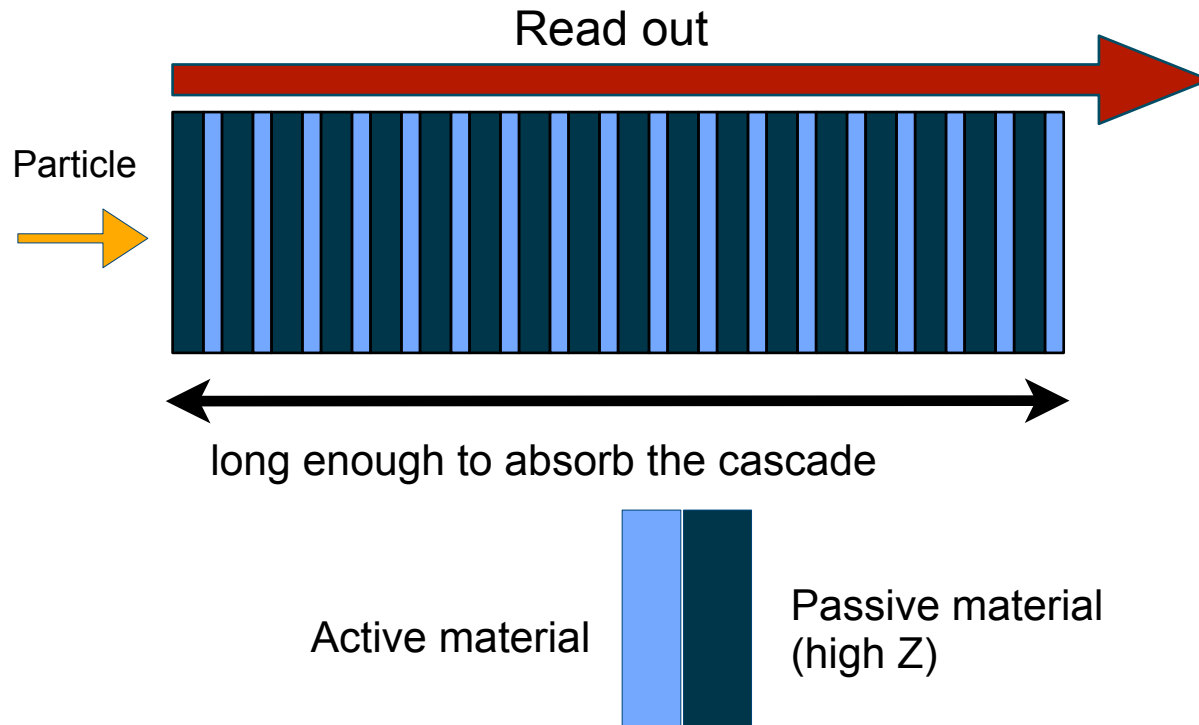 Read out
Particle
long enough to absorb the cascade
Active material
Passive material
(high Z)